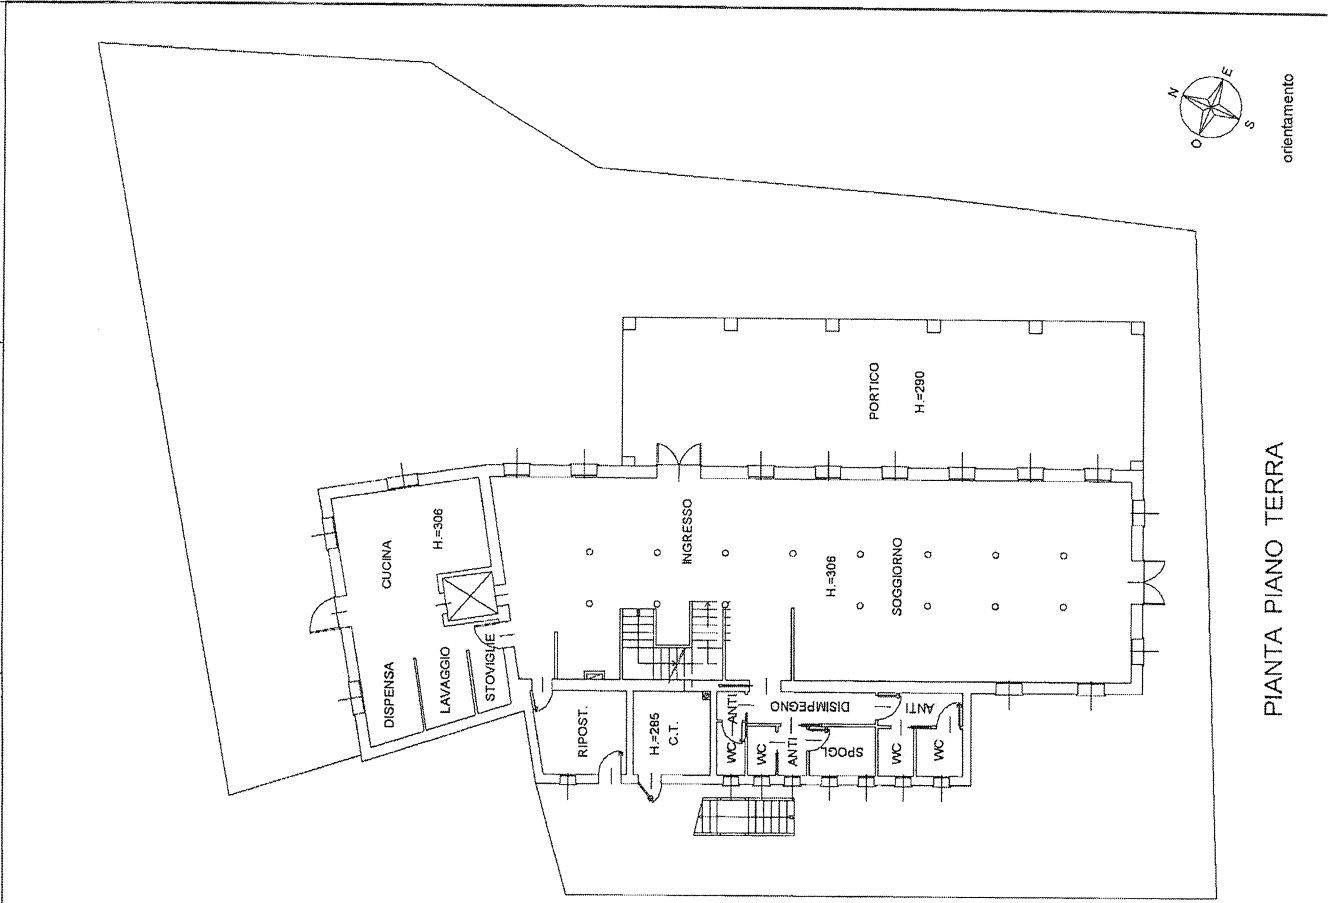 N
E
S
O
orientamento
PORTICO
H.=290
CUCINA
H.=306
DISPENSA
LAVAGGIO
STOVIGLIE
INGRESSO
H.=306
SOGGIORNO
RIPOST.
H.=285
C.T.
ANTI
WC
WC
ANTI
DISIMPEGNO
SPOGL.
ANTI
WC
WC
PIANTA PIANO TERRA